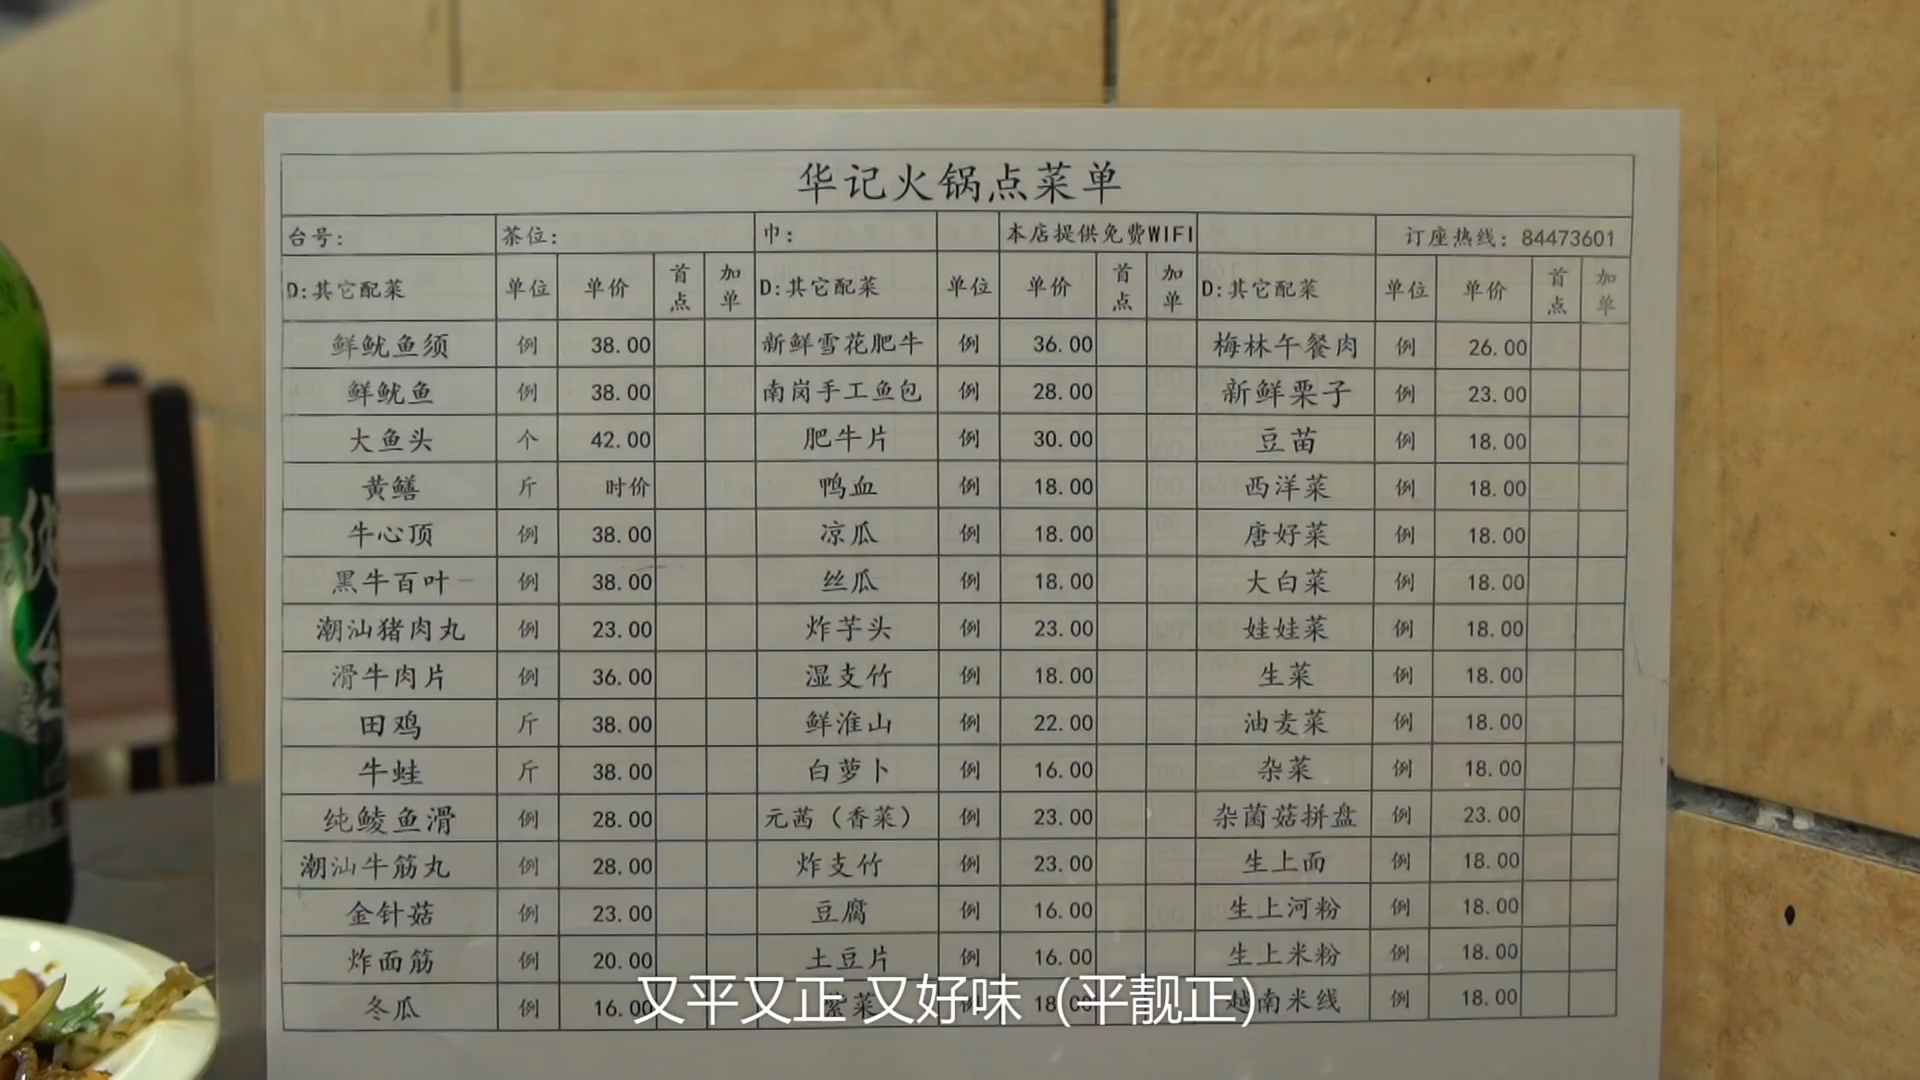 华记火锅点菜单
台号: 茶位: 巾: 本店提供免费WIFI 订座热线: 84473601
D:其它配菜 单位 单价 首点 加单 D:其它配菜 单位 单价 首点 加单 D:其它配菜 单位 单价 首点 加单
鲜鱿鱼须 例 38.00 新鲜雪花肥牛 例 36.00 梅林午餐肉 例 26.00
鲜鱿鱼 例 38.00 南岗手工鱼包 例 28.00 新鲜栗子 例 23.00
大鱼头 个 42.00 肥牛片 例 30.00 豆苗 例 18.00
黄鳝 斤 时价 鸭血 例 18.00 西洋菜 例 18.00
牛心顶 例 38.00 凉瓜 例 18.00 唐好菜 例 18.00
黑牛百叶 例 38.00 丝瓜 例 18.00 大白菜 例 18.00
潮汕猪肉丸 例 23.00 炸芋头 例 23.00 娃娃菜 例 18.00
滑牛肉片 例 36.00 湿支竹 例 18.00 生菜 例 18.00
田鸡 斤 38.00 鲜淮山 例 22.00 油麦菜 例 18.00
牛蛙 斤 38.00 白萝卜 例 16.00 杂菜 例 18.00
纯鲮鱼滑 例 28.00 元茜（香菜） 例 23.00 杂菌菇拼盘 例 23.00
潮汕牛筋丸 例 28.00 炸支竹 例 23.00 生上面 例 18.00
金针菇 例 23.00 豆腐 例 16.00 生上河粉 例 18.00
炸面筋 例 20.00 土豆片 例 16.00 生上米粉 例 18.00
冬瓜 例 16.00 紫菜 例 18.00 越南米线 例 18.00
又平又正 又好味（平靓正）